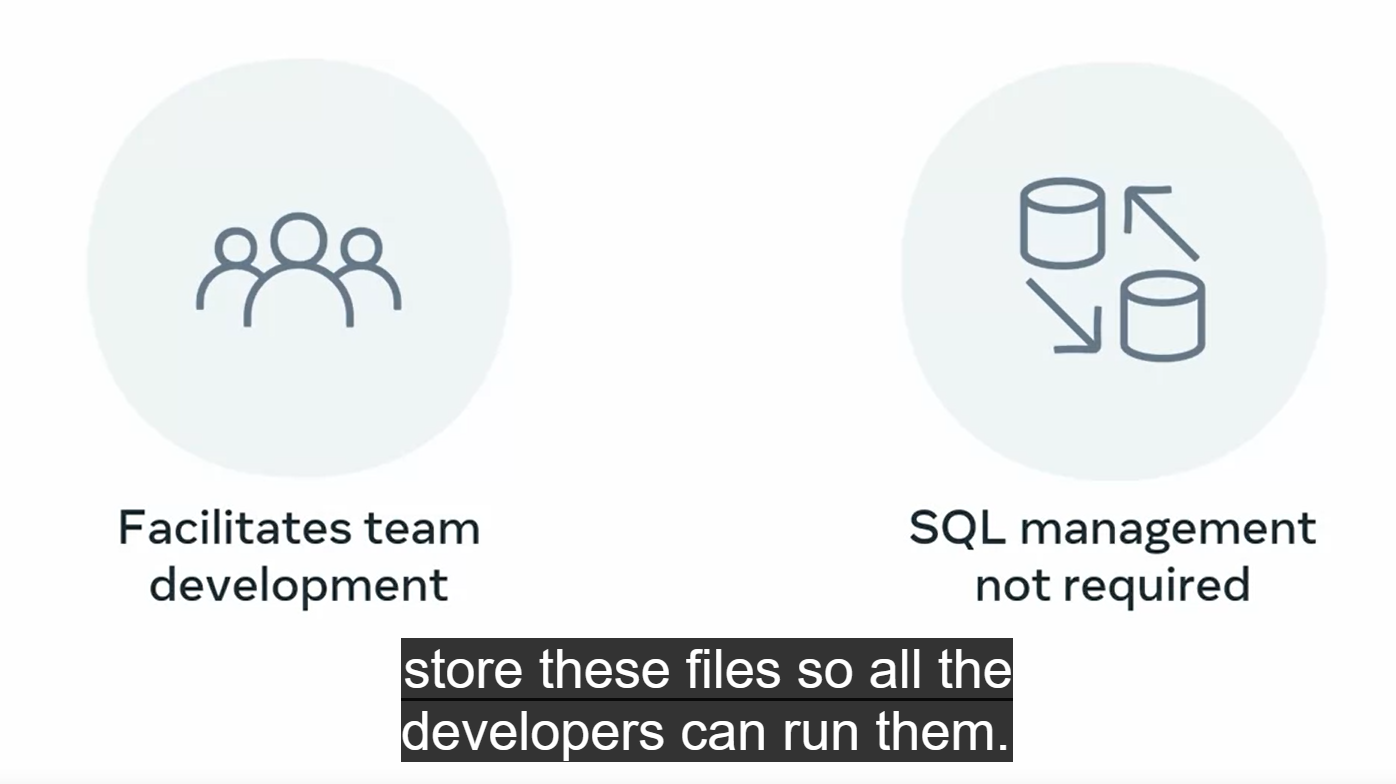 Facilitates team
development
SQL management
not required
store these files so all the
developers can run them.